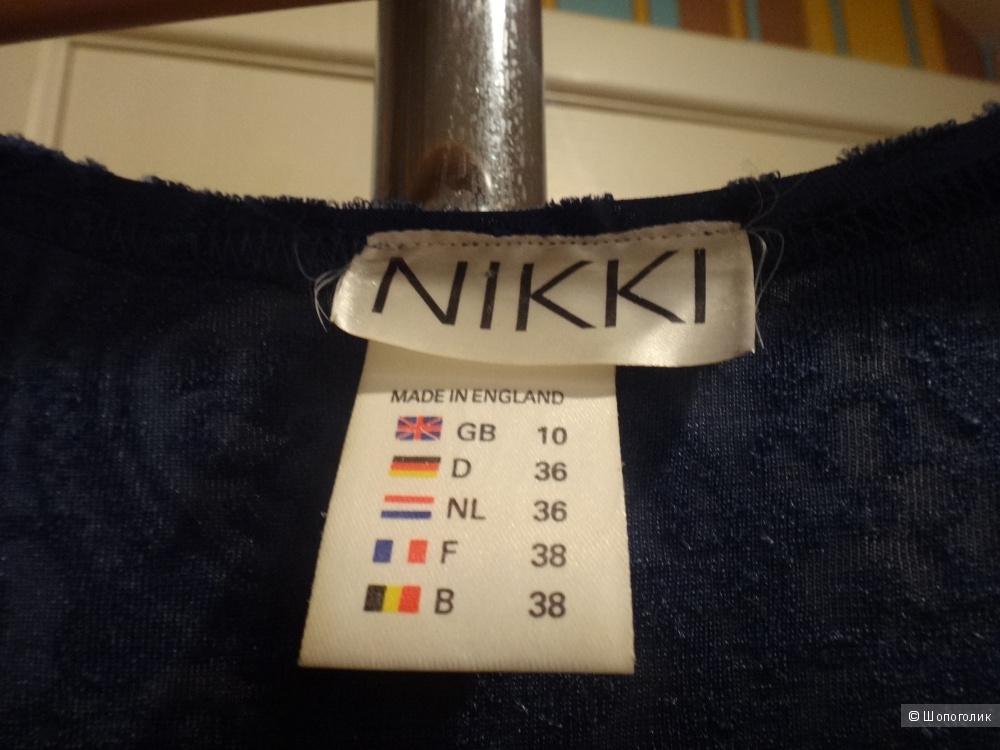 NIKKI
MADE IN ENGLAND
GB 10
D 36
NL 36
F 38
B 38
© Шопоголик